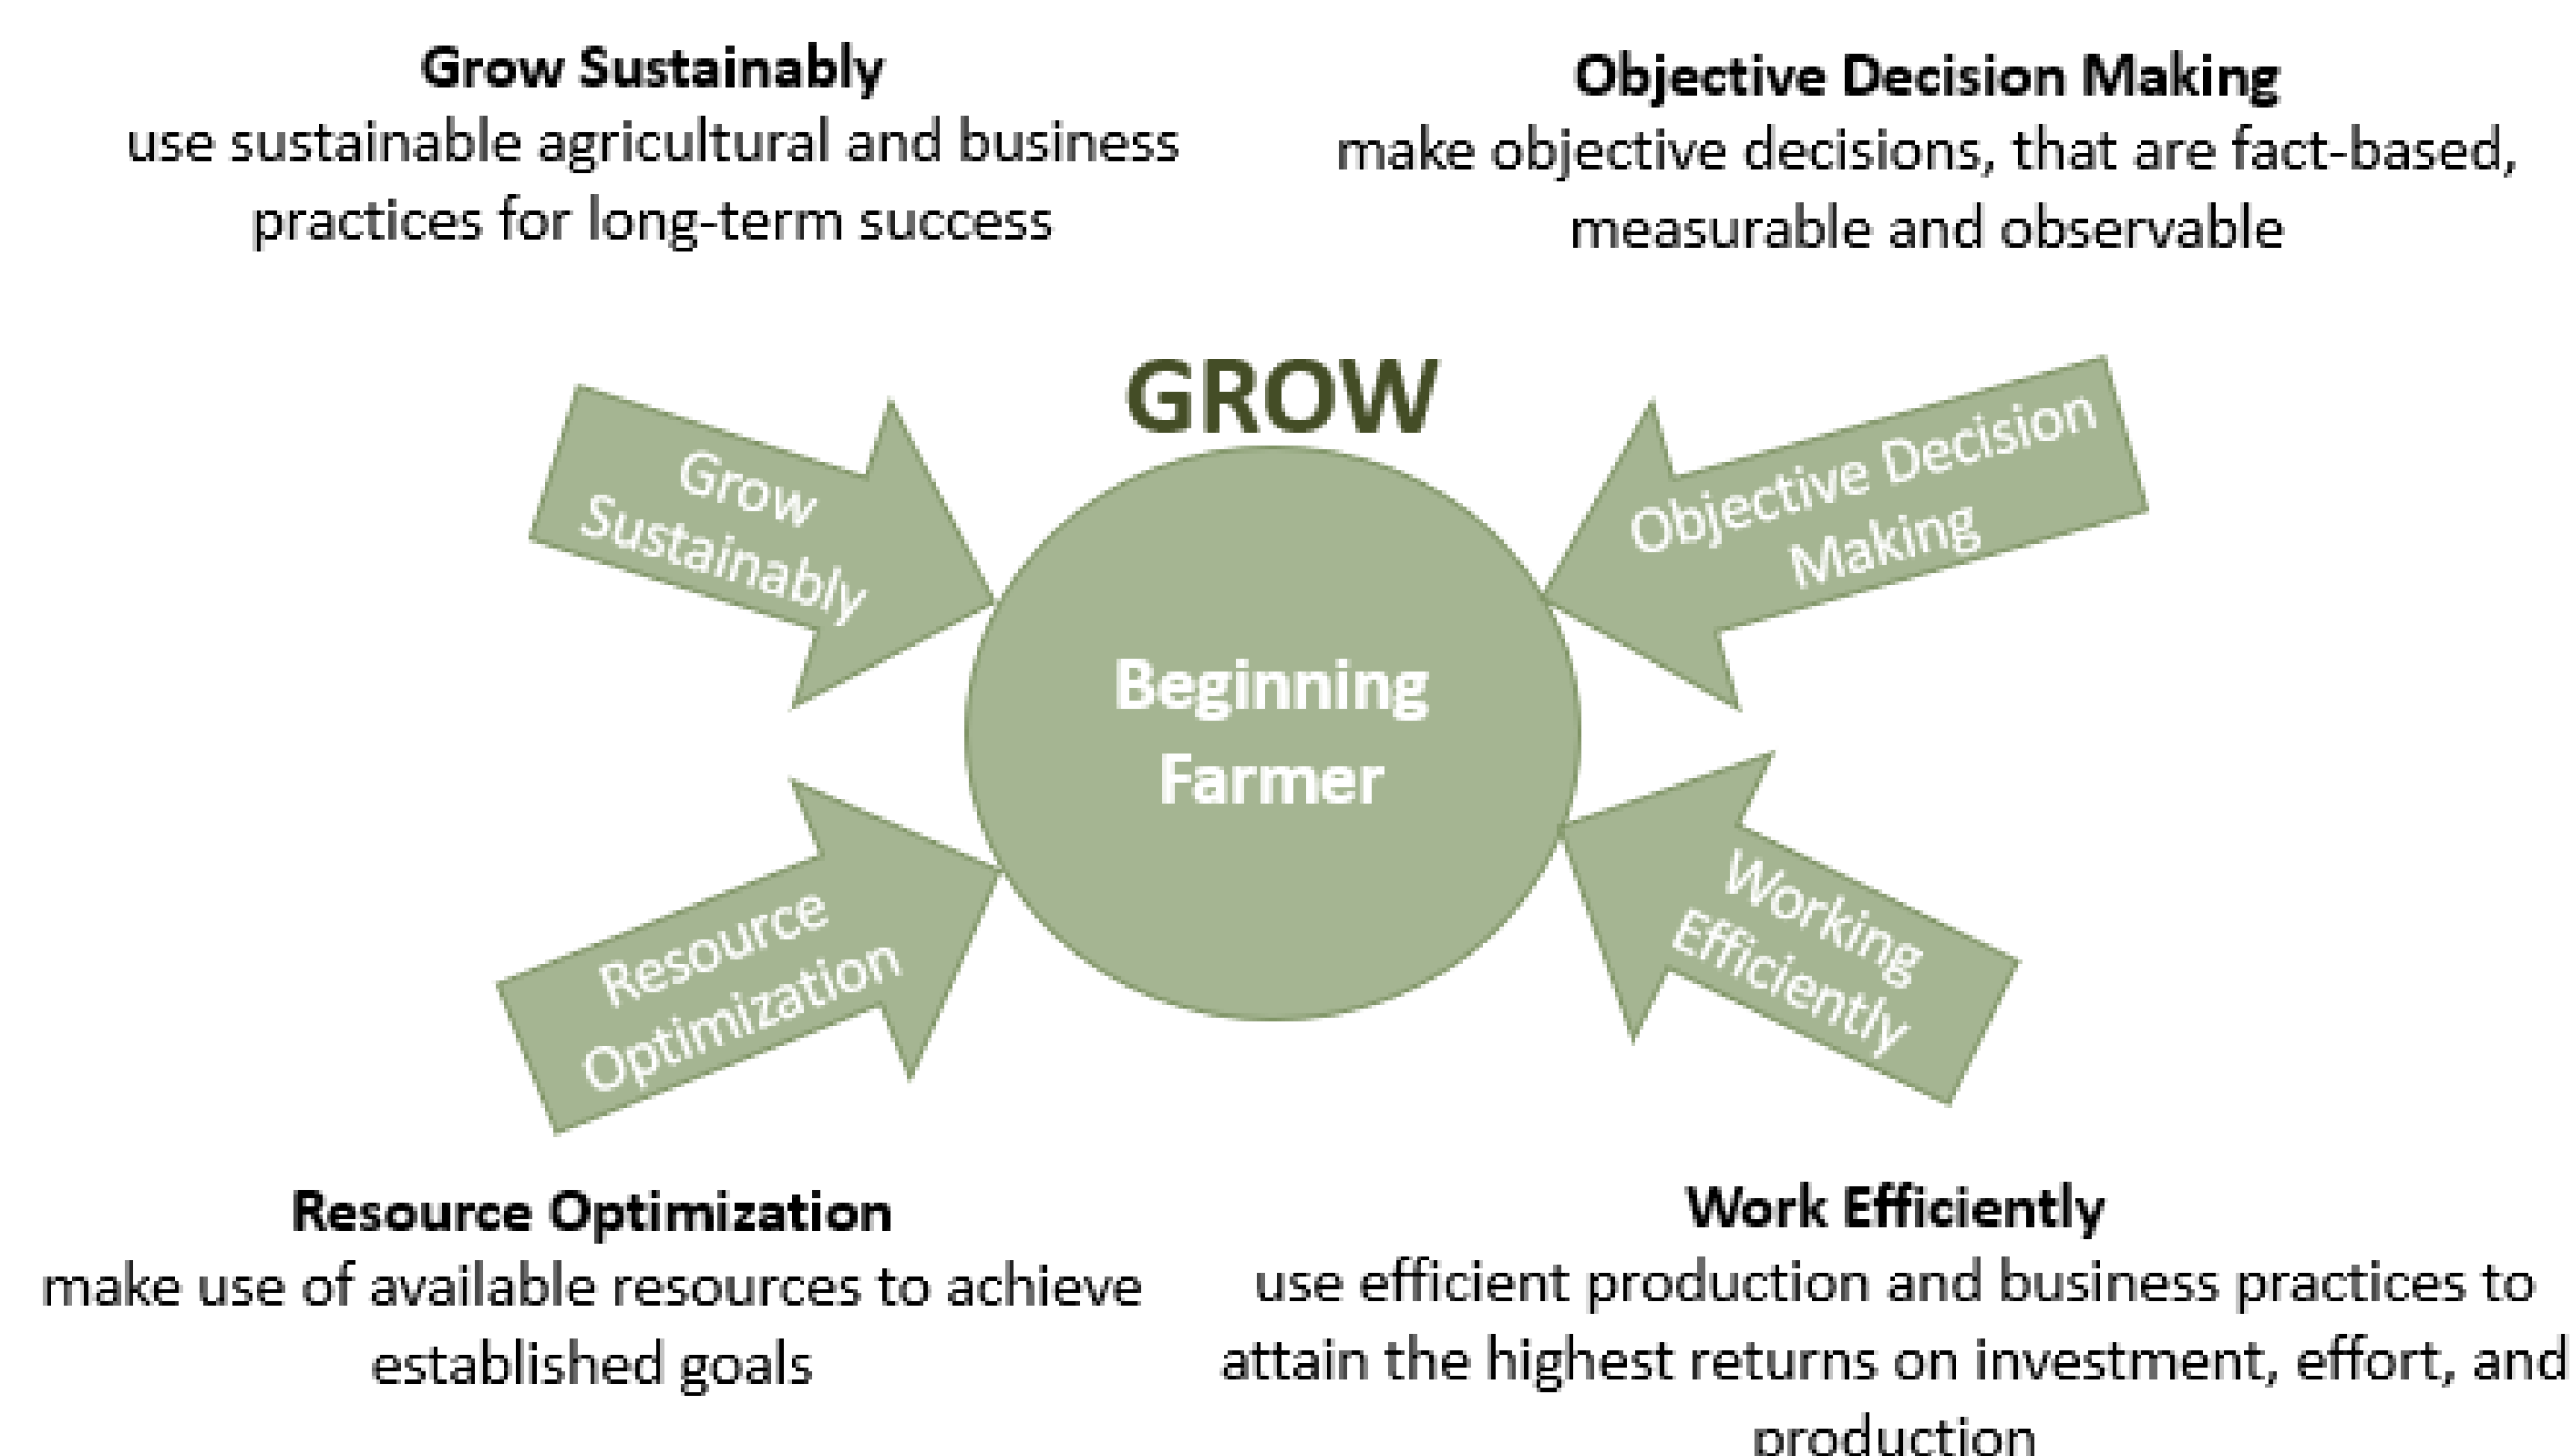 Grow Sustainably
use sustainable agricultural and business
practices for long-term success
Objective Decision Making
make objective decisions, that are fact-based,
measurable and observable
GROW
Grow
Sustainably
Objective Decision
Making
Beginning
Farmer
Resource
Optimization
Working
Efficiently
Resource Optimization
make use of available resources to achieve
established goals
Work Efficiently
use efficient production and business practices to
attain the highest returns on investment, effort, and
production